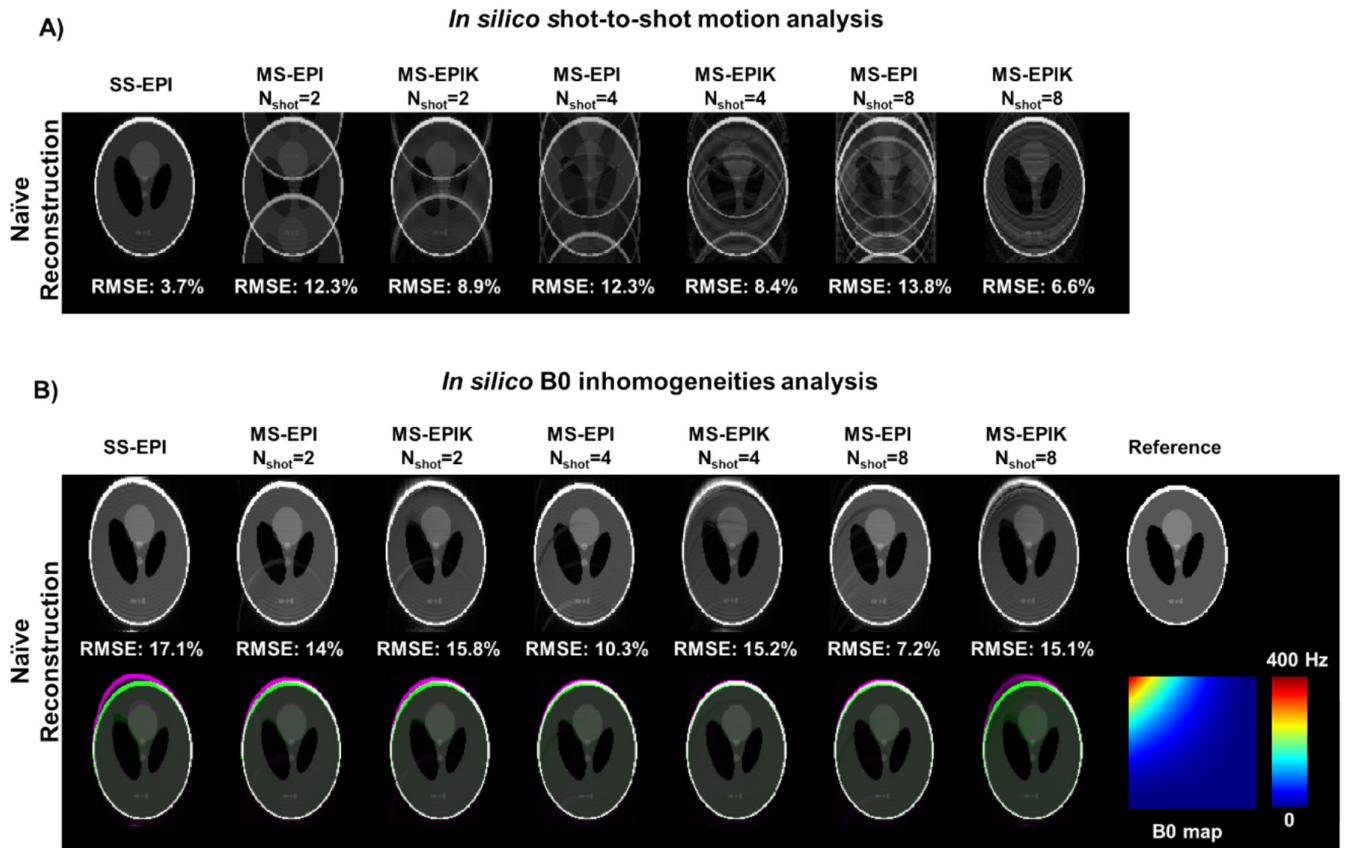 A)
In silico shot-to-shot motion analysis
SS-EPI
MS-EPI
Nshot=2
MS-EPIK
Nshot=2
MS-EPI
Nshot=4
MS-EPIK
Nshot=4
MS-EPI
Nshot=8
MS-EPIK
Nshot=8
Naïve
Reconstruction
RMSE: 3.7%
RMSE: 12.3%
RMSE: 8.9%
RMSE: 12.3%
RMSE: 8.4%
RMSE: 13.8%
RMSE: 6.6%
B)
In silico B0 inhomogeneities analysis
SS-EPI
MS-EPI
Nshot=2
MS-EPIK
Nshot=2
MS-EPI
Nshot=4
MS-EPIK
Nshot=4
MS-EPI
Nshot=8
MS-EPIK
Nshot=8
Reference
Naïve
Reconstruction
RMSE: 17.1%
RMSE: 14%
RMSE: 15.8%
RMSE: 10.3%
RMSE: 15.2%
RMSE: 7.2%
RMSE: 15.1%
400 Hz
0
B0 map